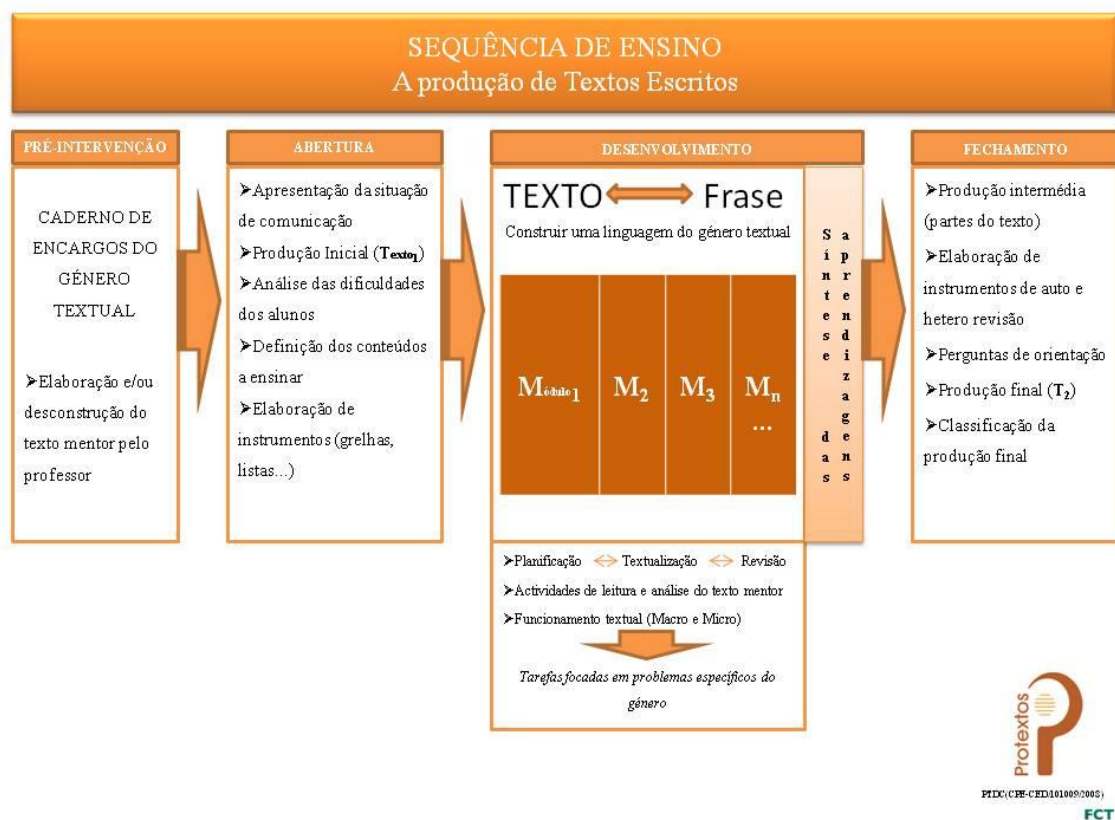 SEQUÊNCIA DE ENSINO
A produção de Textos Escritos
PRÉ-INTERVENÇÃO
CADERNO DE
ENCARGOS DO
GÉNERO
TEXTUAL
➢Elaboração e/ou
desconstrução do
texto mentor pelo
professor
ABERTURA
➢Apresentação da situação
de comunicação
➢Produção Inicial (Texto1)
➢Análise das dificuldades
dos alunos
➢Definição dos conteúdos
a ensinar
➢Elaboração de
instrumentos (grelhas,
listas...)
DESENVOLVIMENTO
TEXTO Frase
Construir uma linguagem do género textual
Módulo1 M2 M3 Mn
...
Síntese das
aprendizagens
➢Planificação Textualização Revisão
➢Actividades de leitura e análise do texto mentor
➢Funcionamento textual (Macro e Micro)
Tarefas focadas em problemas específicos do
género
FECHAMENTO
➢Produção intermédia
(partes do texto)
➢Elaboração de
instrumentos de auto e
hetero revisão
➢Perguntas de orientação
➢Produção final (T2)
➢Classificação da
produção final
Protextos
PTDC(CPE-CED/101009/2008)
FCT